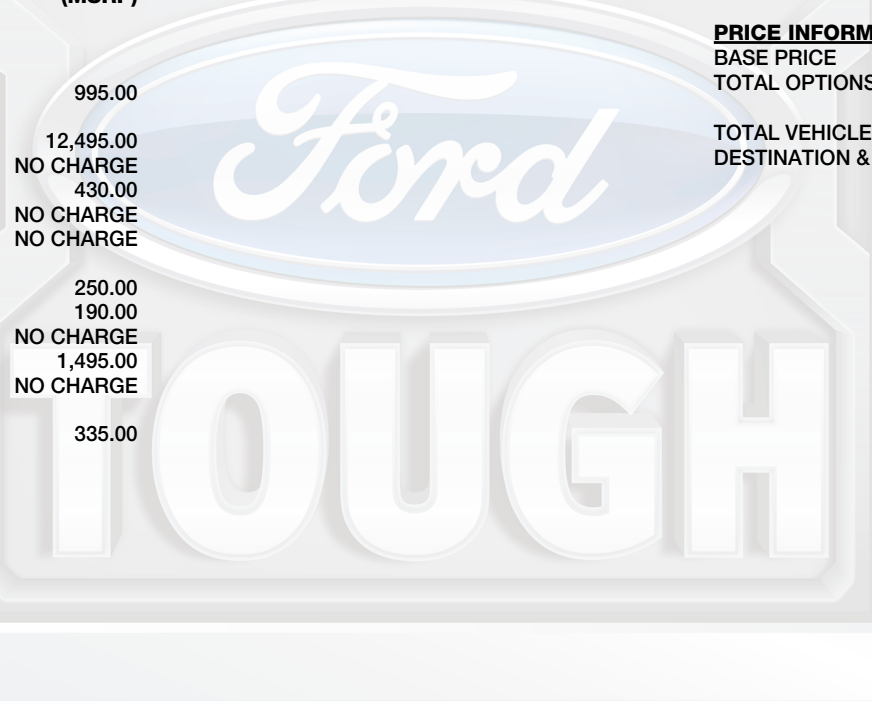 (MSRP)
995.00
12,495.00
NO CHARGE
430.00
NO CHARGE
NO CHARGE
250.00
190.00
NO CHARGE
1,495.00
NO CHARGE
335.00
PRICE INFORM
BASE PRICE
TOTAL OPTIONS
TOTAL VEHICLE
DESTINATION &
Ford
TOUGH